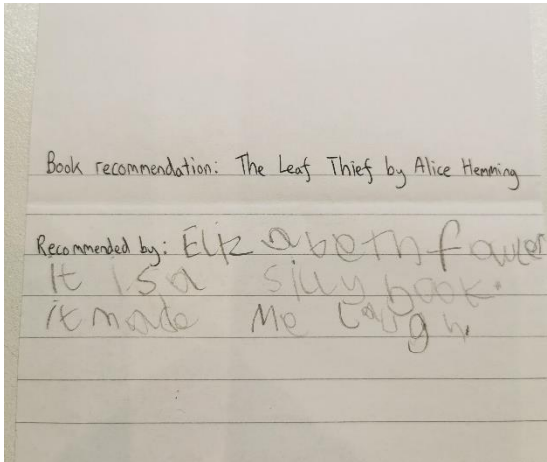 Book recommendation: The Leaf Thief by Alice Hemming
Recommended by: Elizabeth fowler
It is a silly book.
it made Me Laugh.